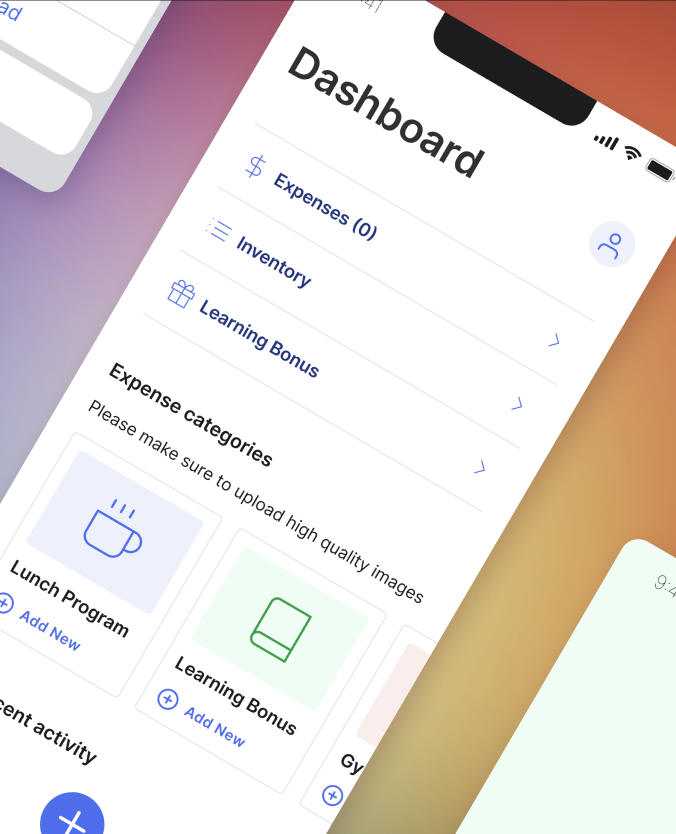 ad
41
Dashboard
Expenses (0)
Inventory
Learning Bonus
Expense categories
Please make sure to upload high quality images
Lunch Program
Add New
Learning Bonus
Add New
Gy
cent activity
9:4